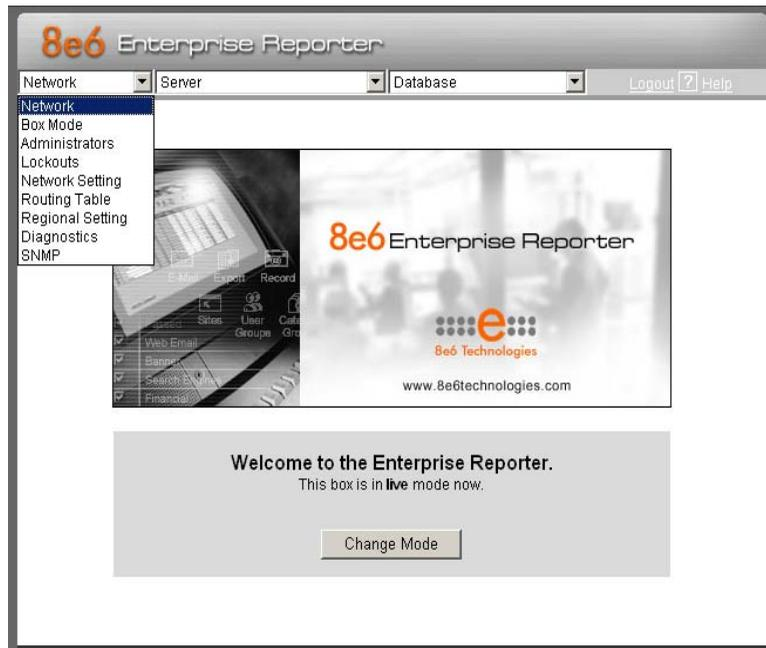 8e6 Enterprise Reporter
Network Server Database Logout ? Help
Network
Box Mode
Administrators
Lockouts
Network Setting
Routing Table
Regional Setting
Diagnostics
SNMP
8e6 Enterprise Reporter
E-Mail Export Record
Sites User Groups
Web Email
Banner
Search Engines
Financial
e
8e6 Technologies
www.8e6technologies.com
Welcome to the Enterprise Reporter.
This box is in live mode now.
Change Mode